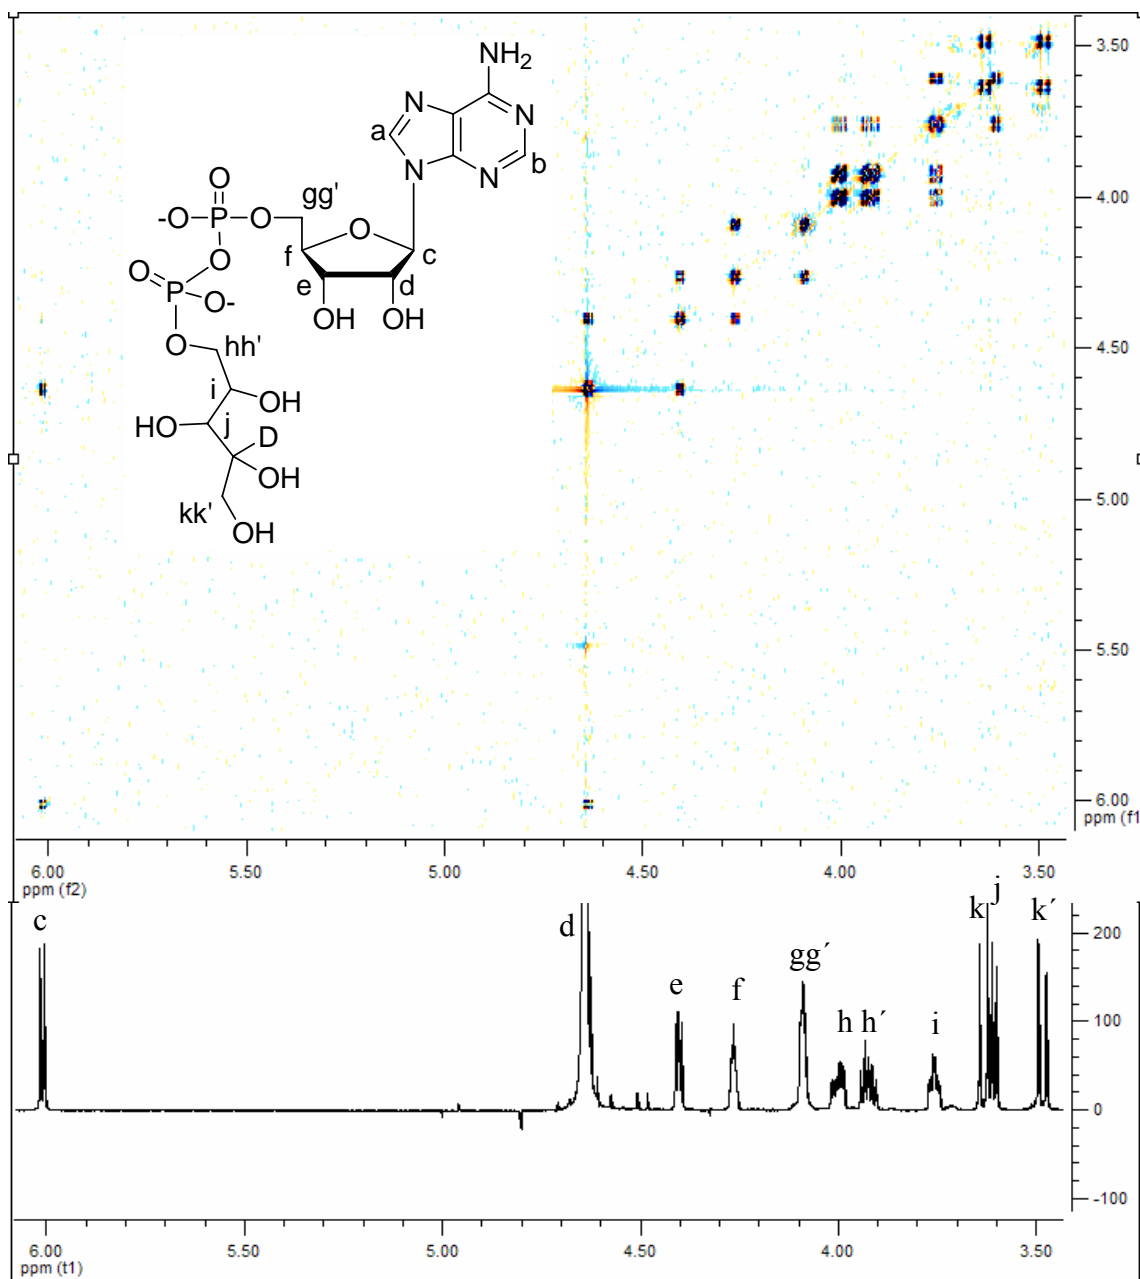 NH₂
N
N
a
N
N
b
O
gg'
-O
P
O
O
f
c
O
e
d
O
P
O-
OH
OH
O
hh'
i
OH
HO
j
D
OH
kk'
OH
3.50
4.00
4.50
5.00
5.50
6.00
ppm (f1
6.00
5.50
5.00
4.50
4.00
3.50
ppm (f2)
c
d
e
f
gg´
h
h´
i
k
j
k´
200
100
0
-100
6.00
5.50
5.00
4.50
4.00
3.50
ppm (t1)